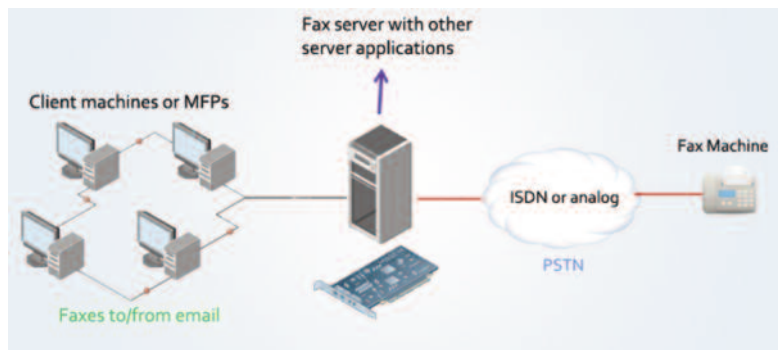 Fax server with other
server applications
Client machines or MFPs
Fax Machine
ISDN or analog
PSTN
Faxes to/from email